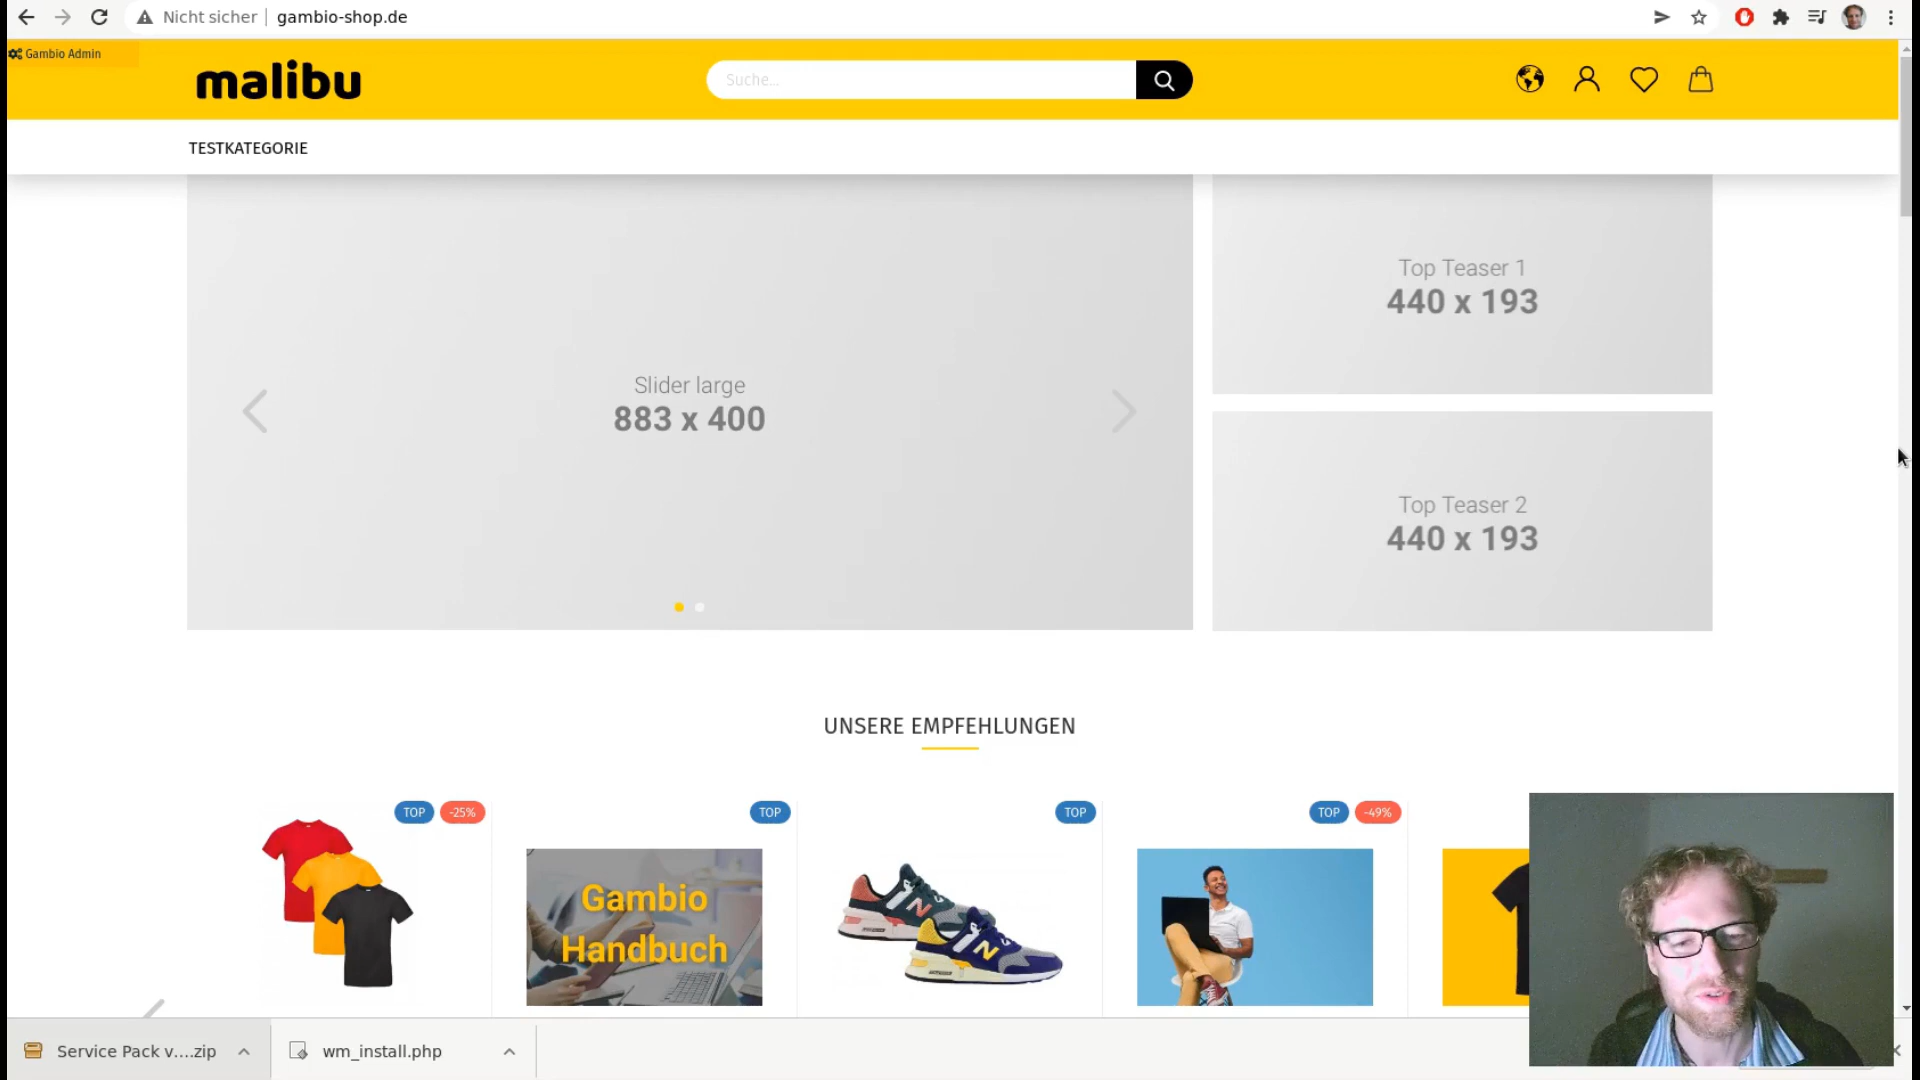 Nicht sicher
gambio-shop.de
Gambio Admin
malibu
Suche...
TESTKATEGORIE
Slider large
883 x 400
Top Teaser 1
440 x 193
Top Teaser 2
440 x 193
UNSERE EMPFEHLUNGEN
TOP
-25%
TOP
TOP
TOP
-49%
Gambio
Handbuch
Service Pack v....zip
wm_install.php